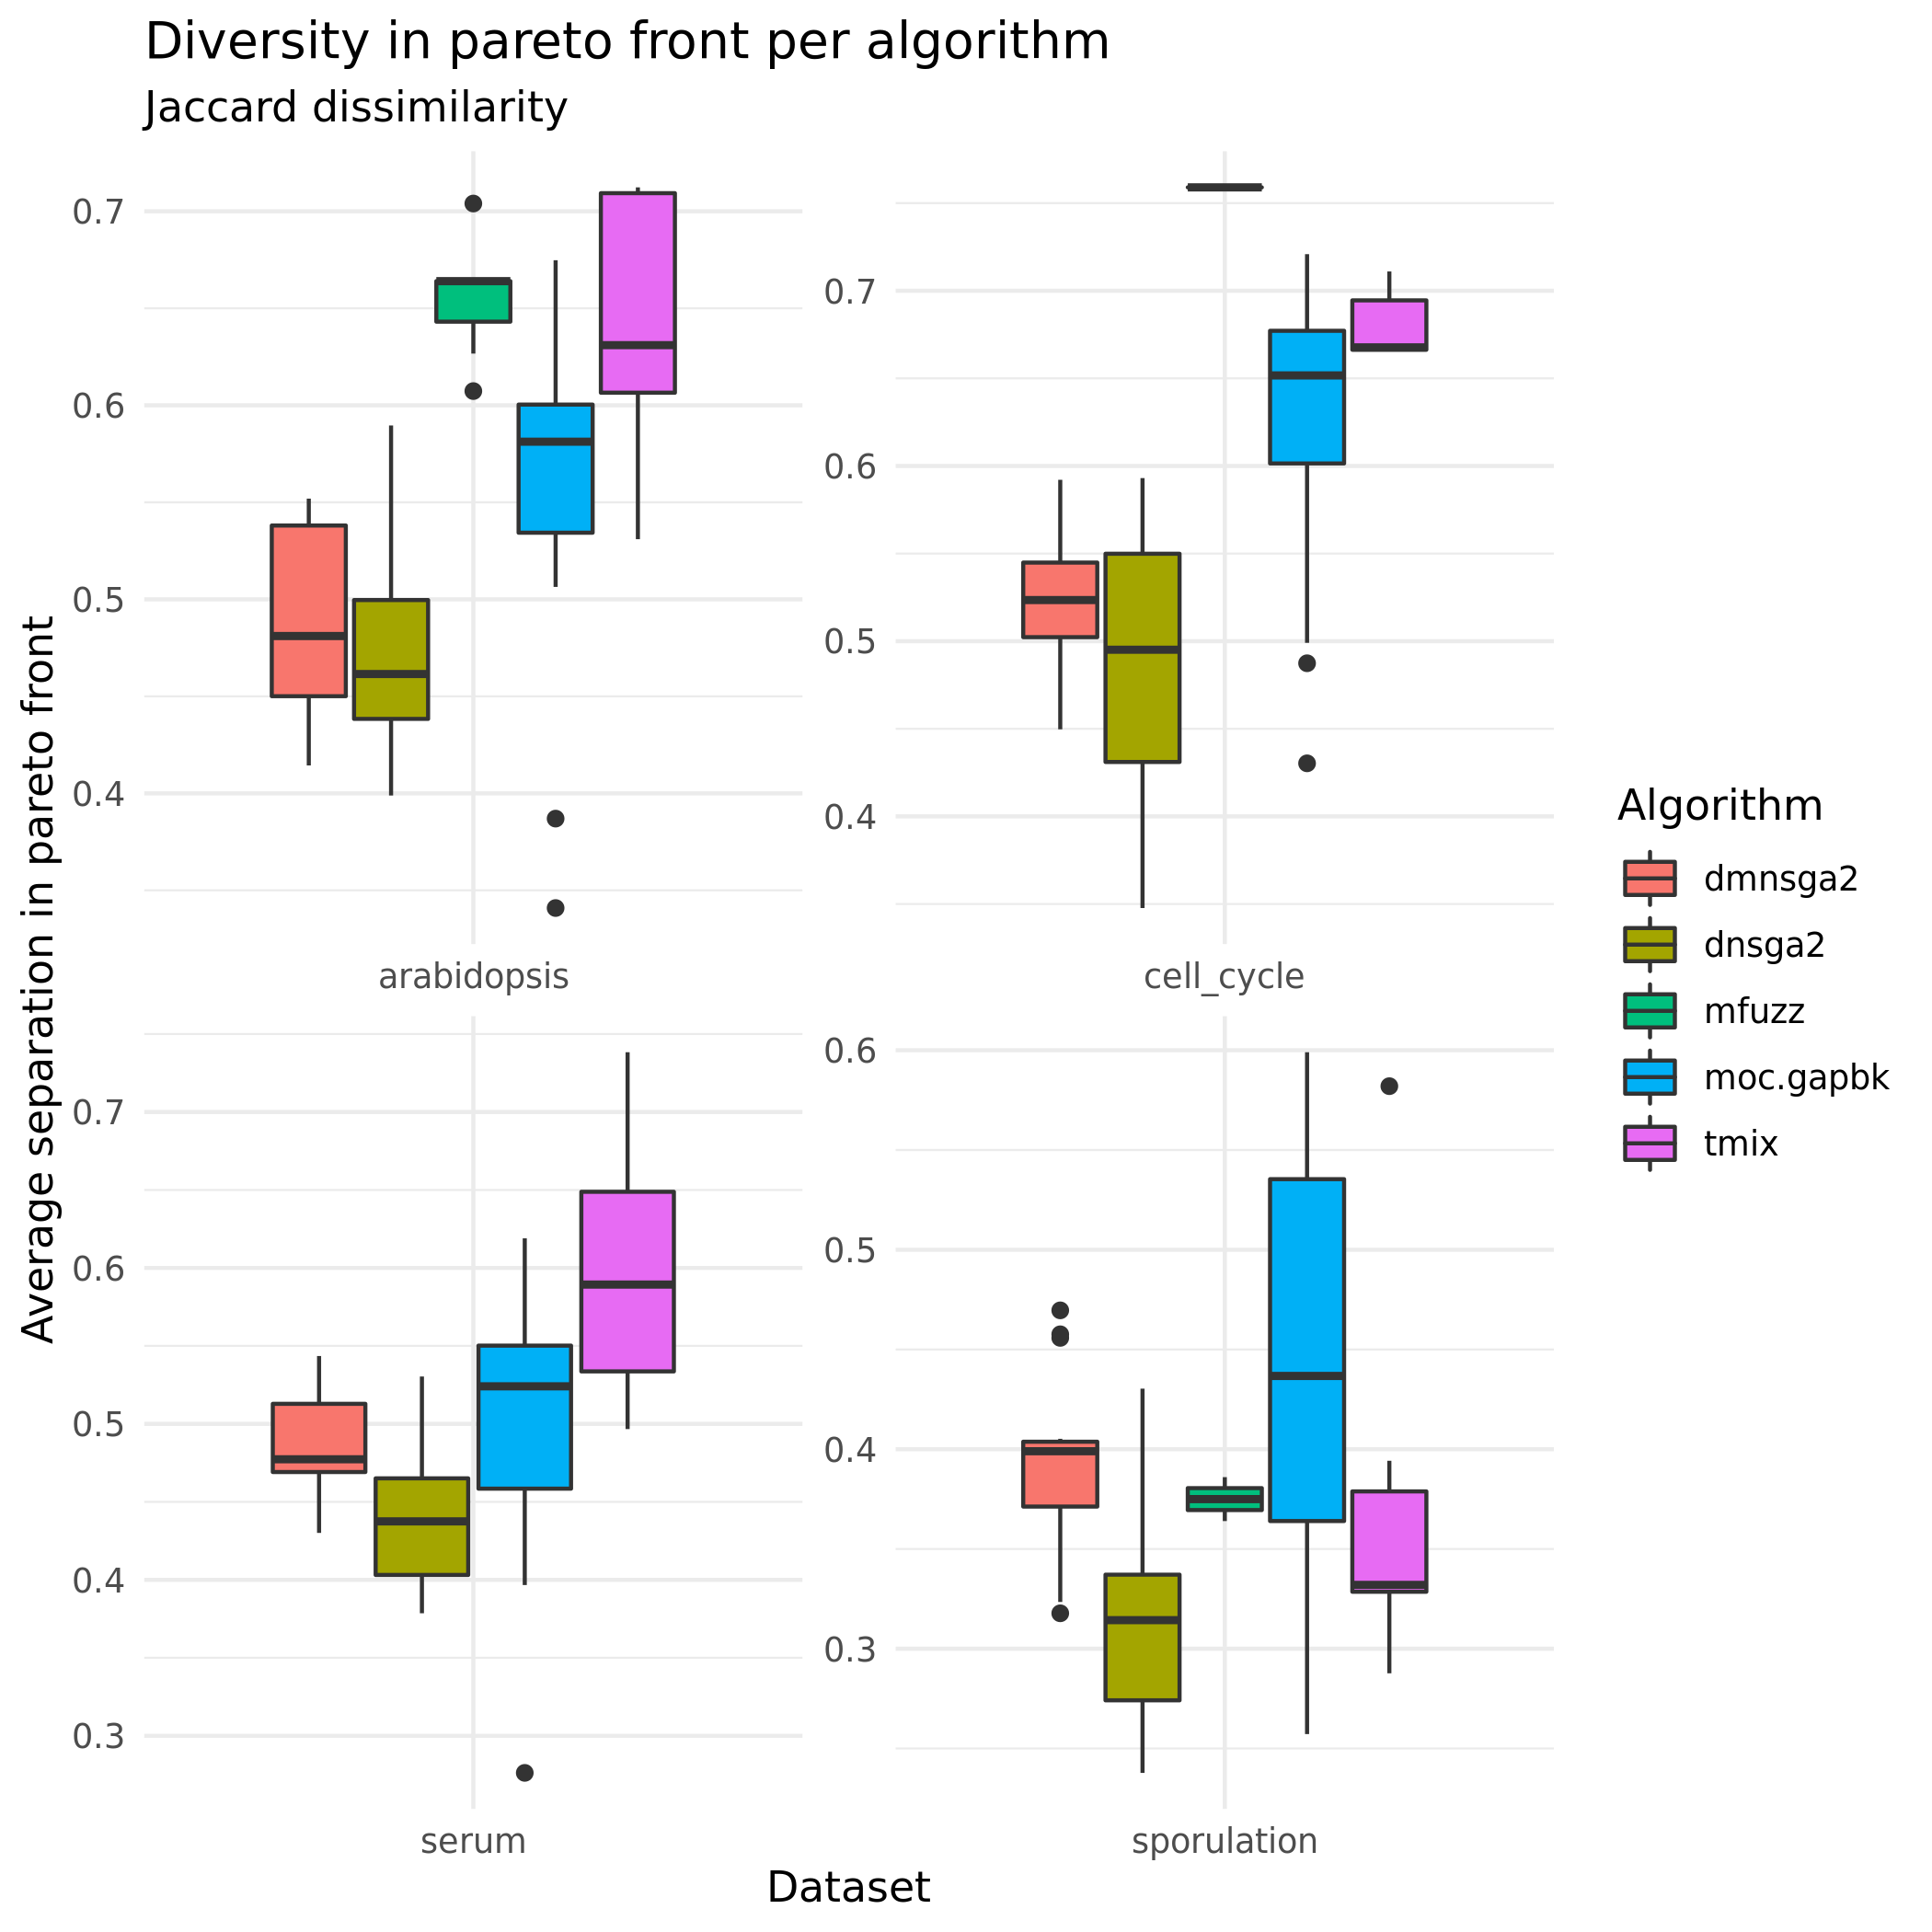 Diversity in pareto front per algorithm
Jaccard dissimilarity
Average separation in pareto front
0.7
0.6
0.5
0.4
arabidopsis
0.7
0.6
0.5
0.4
cell_cycle
0.7
0.6
0.5
0.4
0.3
serum
0.6
0.5
0.4
0.3
sporulation
Dataset
Algorithm
dmnsga2
dnsga2
mfuzz
moc.gapbk
tmix